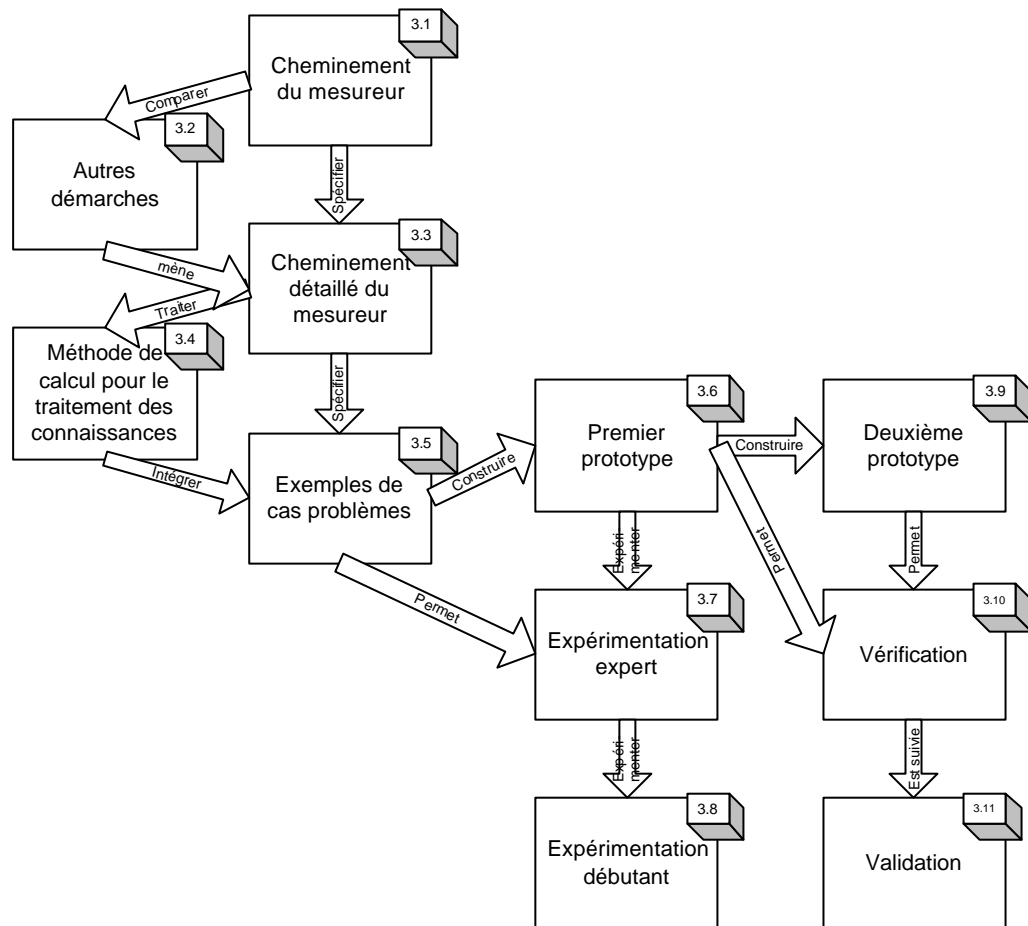 3.1
Cheminement
du mesureur
Comparer
3.2
Autres
démarches
Spécifier
3.3
Cheminement
détaillé du
mesureur
mène
Traiter
3.4
Méthode de
calcul pour le
traitement des
connaissances
Spécifier
Intégrer
3.5
Exemples de
cas problèmes
Construire
3.6
Premier
prototype
Construire
3.9
Deuxième
prototype
Expéri-
menter
Permet
Permet
Permet
3.7
Expérimentation
expert
3.10
Vérification
Expéri-
menter
Est suivie
3.8
Expérimentation
débutant
3.11
Validation